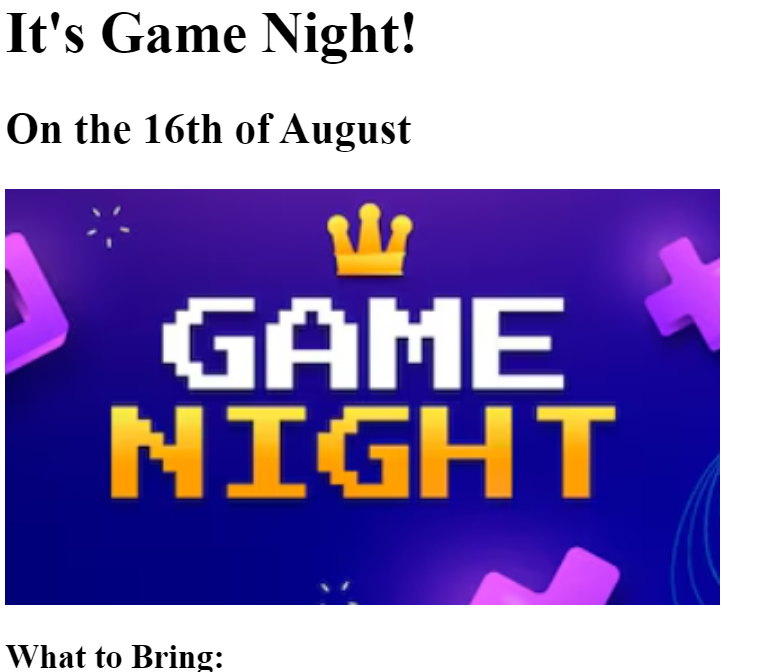 It's Game Night!
On the 16th of August
GAME
NIGHT
What to Bring: